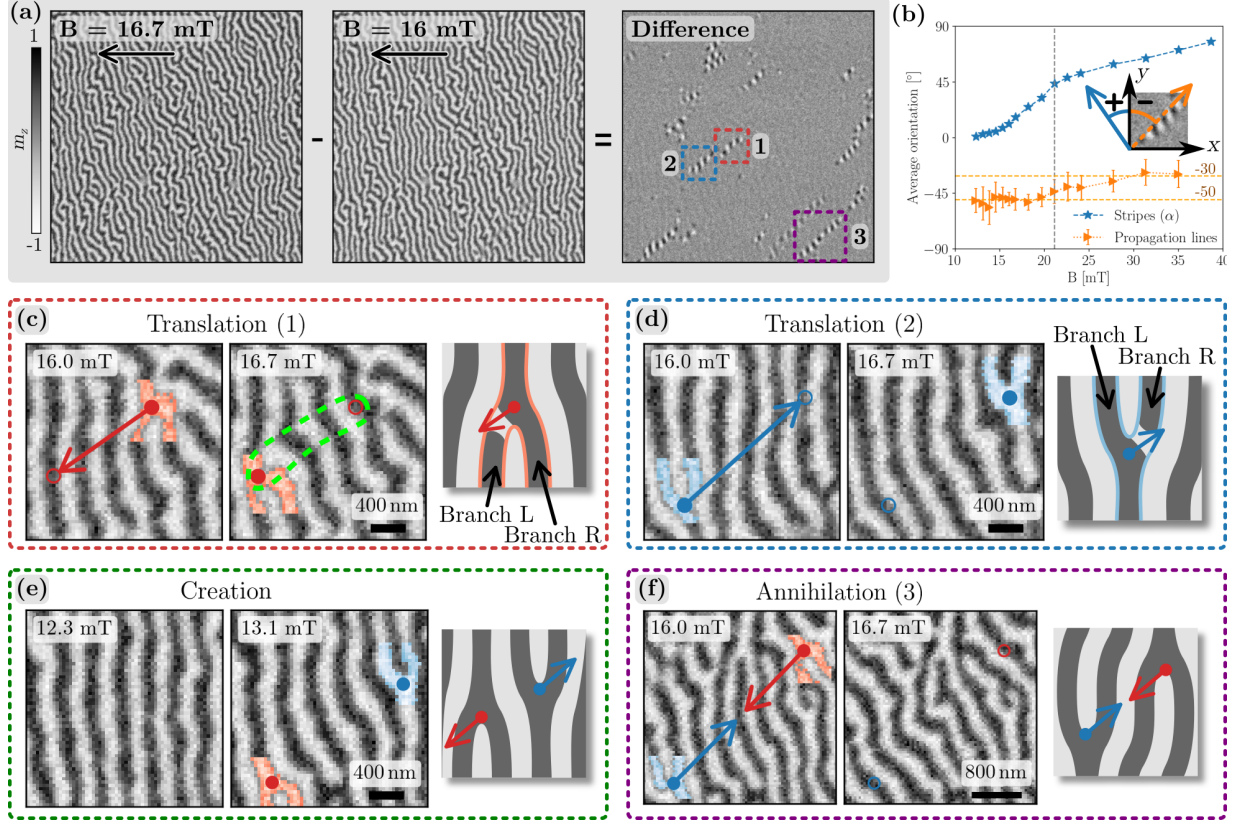 (a)
B = 16.7 mT
B = 16 mT
Difference
1
m_z
-1
-
=
1
2
3
(b)
90
45
0
−45
−90
Average orientation [°]
10
15
20
25
30
35
40
B [mT]
y
x
+
-
-30
-50
Stripes (α)
Propagation lines
(c)
Translation (1)
16.0 mT
16.7 mT
400 nm
Branch L
Branch R
(d)
Translation (2)
16.0 mT
16.7 mT
400 nm
Branch L
Branch R
(e)
Creation
12.3 mT
13.1 mT
400 nm
(f)
Annihilation (3)
16.0 mT
16.7 mT
800 nm